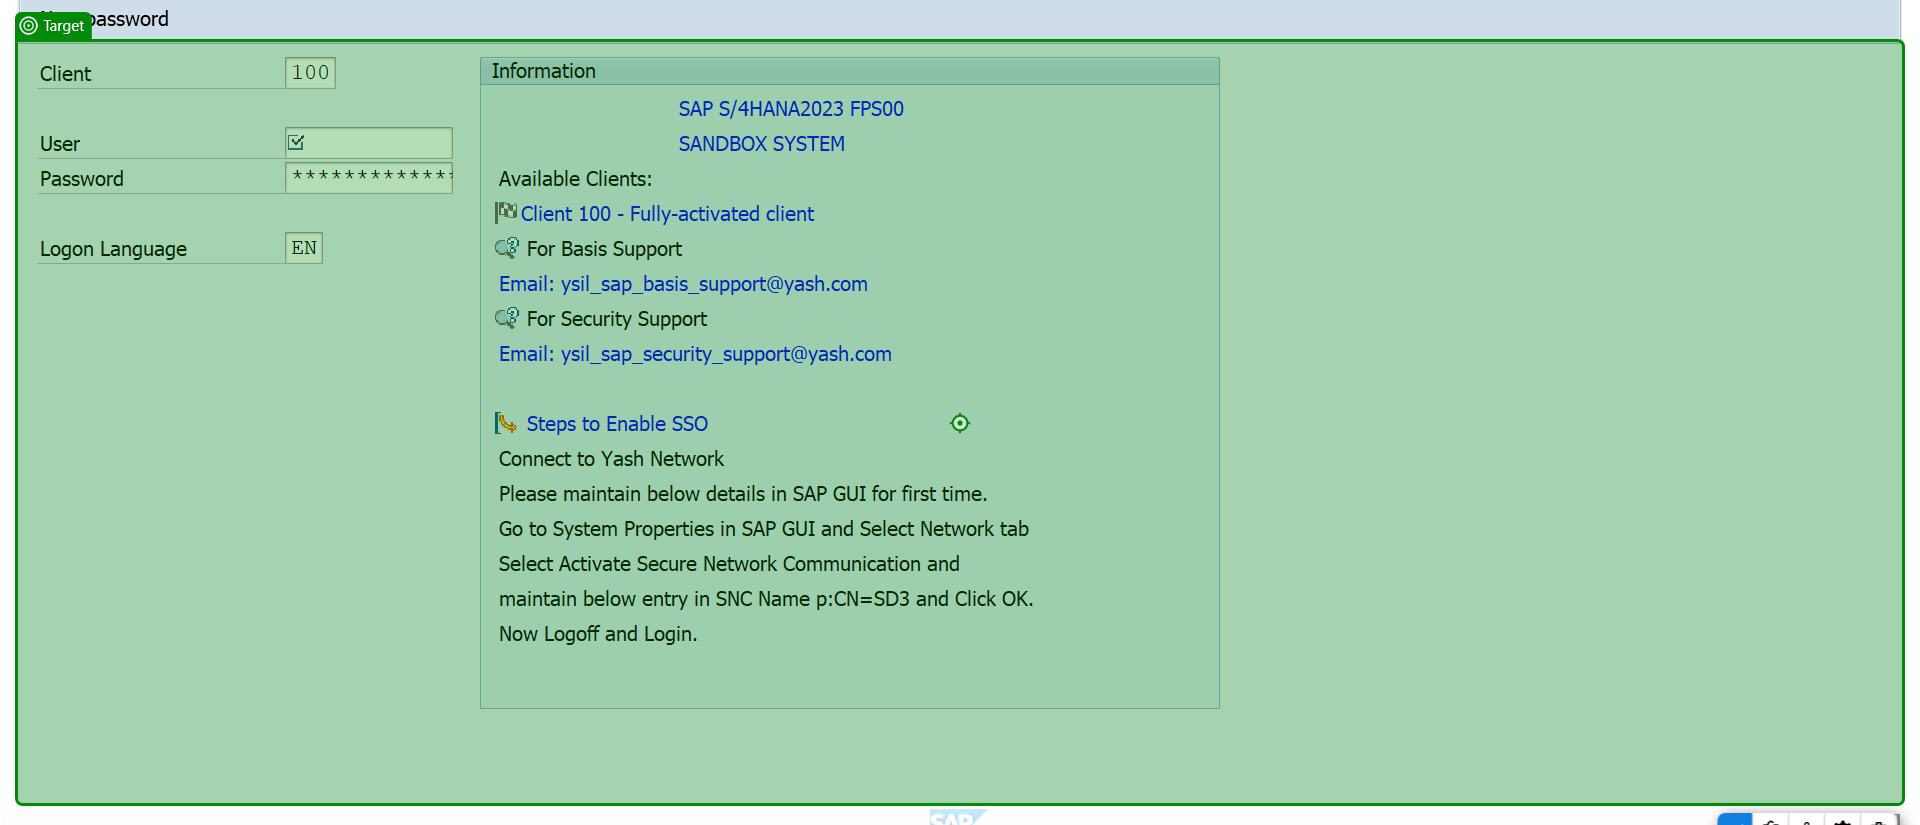 password
Target
Client 100
User
Password *************
Logon Language EN
Information
SAP S/4HANA2023 FPS00
SANDBOX SYSTEM
Available Clients:
Client 100 - Fully-activated client
For Basis Support
Email: ysil_sap_basis_support@yash.com
For Security Support
Email: ysil_sap_security_support@yash.com
Steps to Enable SSO
Connect to Yash Network
Please maintain below details in SAP GUI for first time.
Go to System Properties in SAP GUI and Select Network tab
Select Activate Secure Network Communication and
maintain below entry in SNC Name p:CN=SD3 and Click OK.
Now Logoff and Login.
SAP